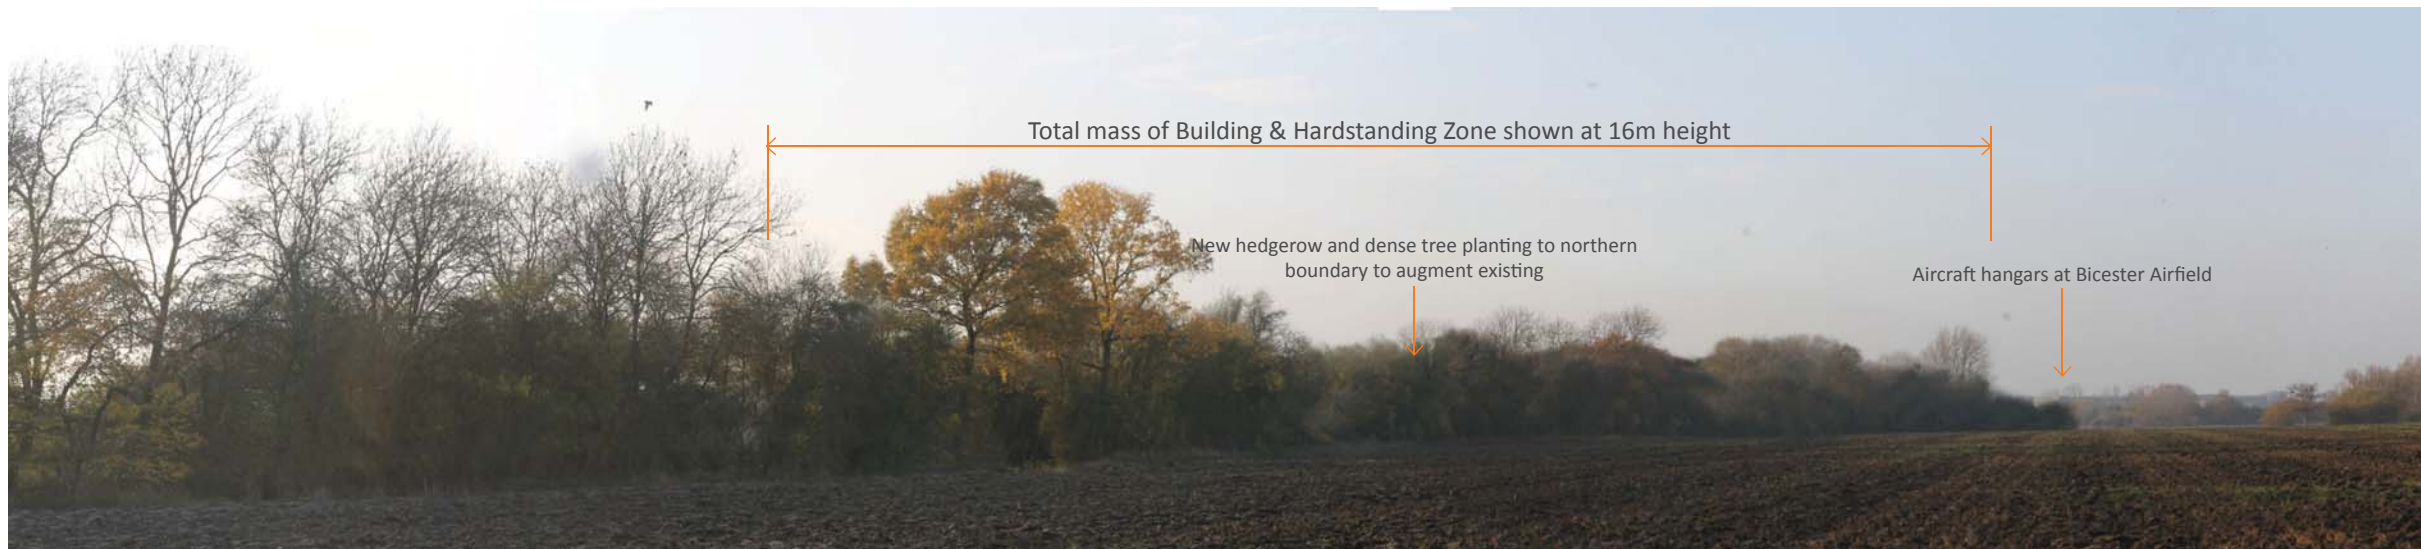 Total mass of Building & Hardstanding Zone shown at 16m height
New hedgerow and dense tree planting to northern
boundary to augment existing
Aircraft hangars at Bicester Airfield